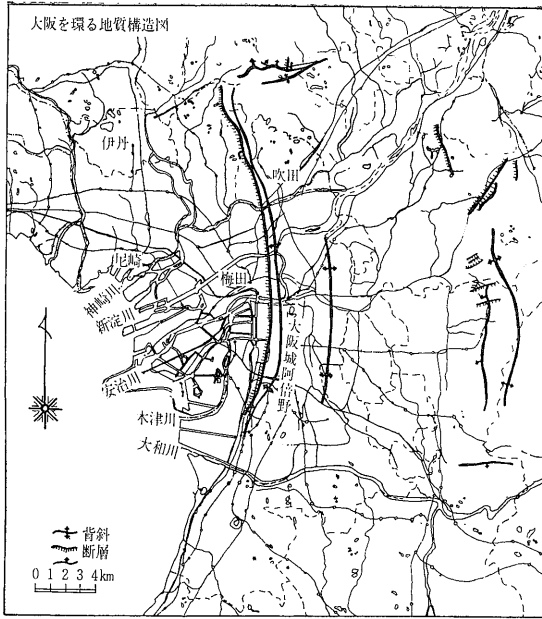 大阪を環る地質構造図
伊丹
吹田
尼崎
神崎川
新淀川
梅田
大阪城
阿倍野
安治川
木津川
大和川
背斜
断層
0 1 2 3 4km